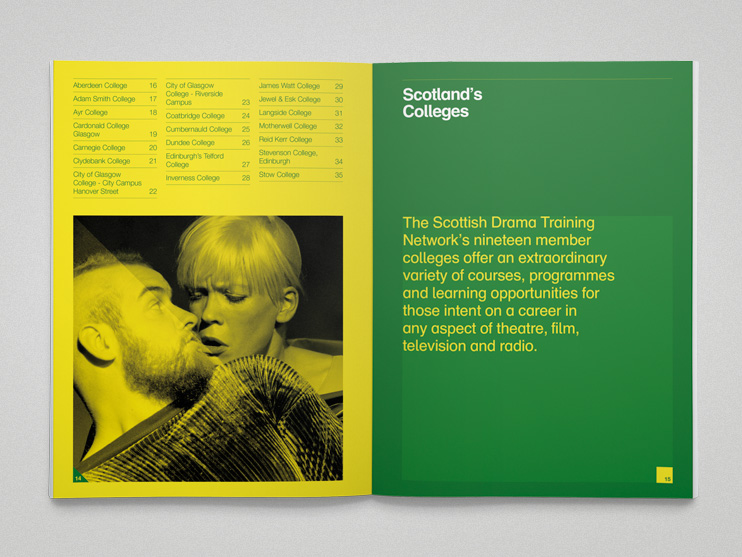 Aberdeen College 16
Adam Smith College 17
Ayr College 18
Cardonald College
Glasgow 19
Carnegie College 20
Clydebank College 21
City of Glasgow
College - City Campus
Hanover Street 22
City of Glasgow
College - Riverside
Campus 23
Coatbridge College 24
Cumbernauld College 25
Dundee College 26
Edinburgh's Telford
College 27
Inverness College 28
James Watt College 29
Jewel & Esk College 30
Langside College 31
Motherwell College 32
Reid Kerr College 33
Stevenson College,
Edinburgh 34
Stow College 35
14
Scotland's
Colleges
The Scottish Drama Training
Network's nineteen member
colleges offer an extraordinary
variety of courses, programmes
and learning opportunities for
those intent on a career in
any aspect of theatre, film,
television and radio.
15